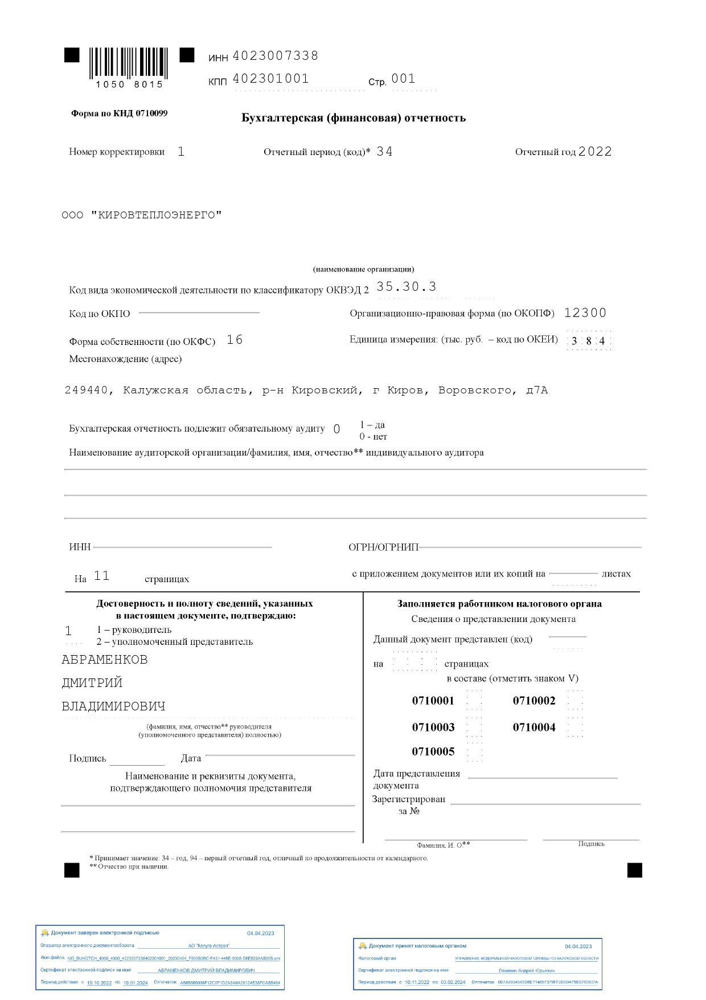 ИНН 4023007338
1050 8015
КПП 402301001 Стр. 001
Форма по КНД 0710099
Бухгалтерская (финансовая) отчетность
Номер корректировки 1 Отчетный период (код)* 34 Отчетный год 2022
ООО "КИРОВТЕПЛОЭНЕРГО"
(наименование организации)
Код вида экономической деятельности по классификатору ОКВЭД 2 35.30.3
Код по ОКПО Организационно-правовая форма (по ОКОПФ) 12300
Форма собственности (по ОКФС) 16 Единица измерения: (тыс. руб. – код по ОКЕИ) 3 8 4
Местонахождение (адрес)
249440, Калужская область, р-н Кировский, г Киров, Воровского, д7А
Бухгалтерская отчетность подлежит обязательному аудиту 0 1 – да
0 - нет
Наименование аудиторской организации/фамилия, имя, отчество** индивидуального аудитора
ИНН ОГРН/ОГРНИП
На 11 страницах с приложением документов или их копий на листах
Достоверность и полноту сведений, указанных
в настоящем документе, подтверждаю:
1 1 – руководитель
2 – уполномоченный представитель
АБРАМЕНКОВ
ДМИТРИЙ
ВЛАДИМИРОВИЧ
(фамилия, имя, отчество** руководителя
(уполномоченного представителя) полностью)
Подпись Дата
Наименование и реквизиты документа,
подтверждающего полномочия представителя
Заполняется работником налогового органа
Сведения о представлении документа
Данный документ представлен (код)
на страницах
в составе (отметить знаком V)
0710001 0710002
0710003 0710004
0710005
Дата представления
документа
Зарегистрирован
за №
Фамилия, И. О.** Подпись
* Принимает значение: 34 – год, 94 – первый отчетный год, отличный по продолжительности от календарного.
** Отчество при наличии.
Документ заверен электронной подписью 04.04.2023
Оператор электронного документооборота АО "Калуга Астрал"
Имя файла NO_BUHOTCH_4000_4000_4023007338402301001_20230404_F909B0BC-F431-445E-9308-D5E523AA590B.xml
Сертификат электронной подписи на имя АБРАМЕНКОВ ДМИТРИЙ ВЛАДИМИРОВИЧ
Период действия с 19.10.2022 по 19.01.2024 Отпечаток AB65389906F12C0F1D2A3A9A28124E36FCA8B494
Документ принят налоговым органом 04.04.2023
Налоговый орган УПРАВЛЕНИЕ ФЕДЕРАЛЬНОЙ НАЛОГОВОЙ СЛУЖБЫ ПО КАЛУЖСКОЙ ОБЛАСТИ
Сертификат электронной подписи на имя Ламакин Андрей Юрьевич
Период действия с 10.11.2022 по 03.02.2024 Отпечаток 6B7A0934569D8E714897379FF2D59A79EEFD9C7A